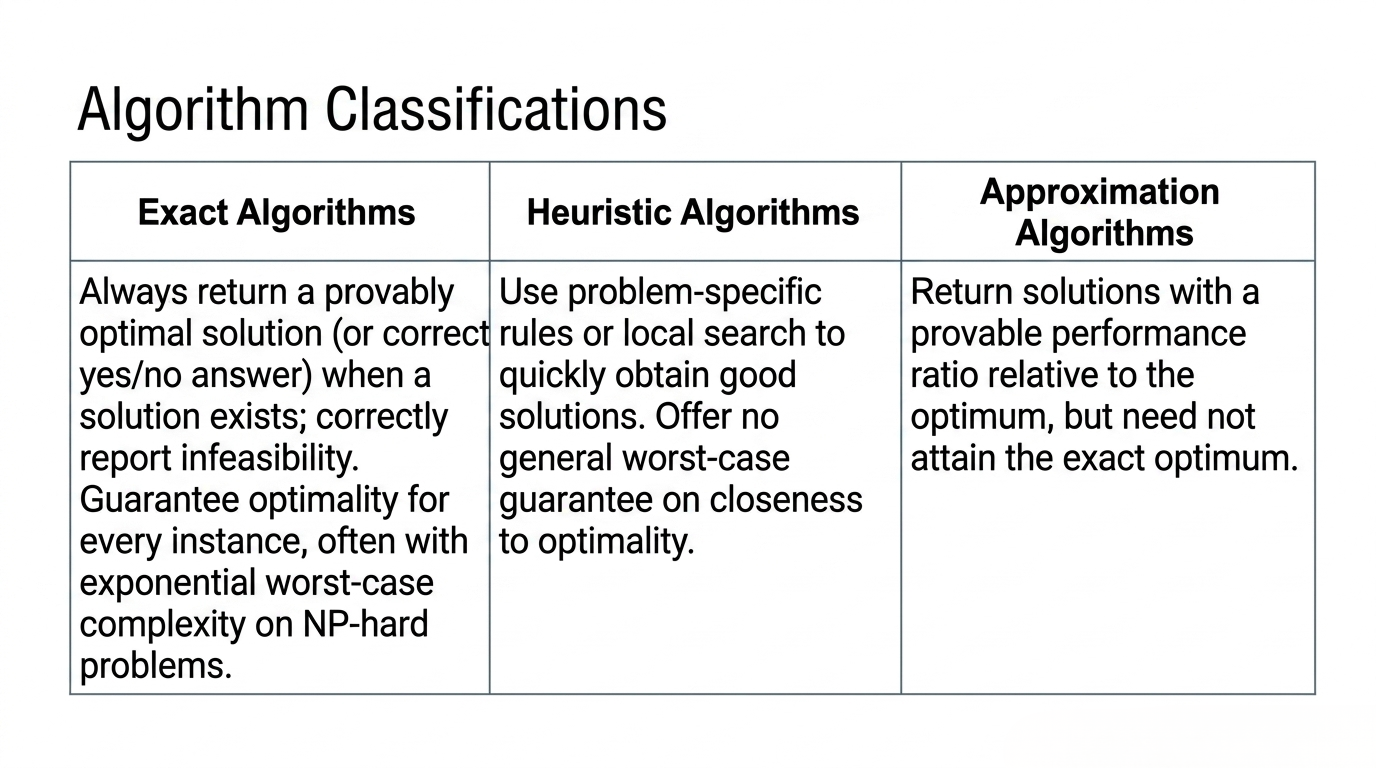 Algorithm Classifications
Exact Algorithms
Heuristic Algorithms
Approximation
Algorithms
Always return a provably
optimal solution (or correct
yes/no answer) when a
solution exists; correctly
report infeasibility.
Guarantee optimality for
every instance, often with
exponential worst-case
complexity on NP-hard
problems.
Use problem-specific
rules or local search to
quickly obtain good
solutions. Offer no
general worst-case
guarantee on closeness
to optimality.
Return solutions with a
provable performance
ratio relative to the
optimum, but need not
attain the exact optimum.